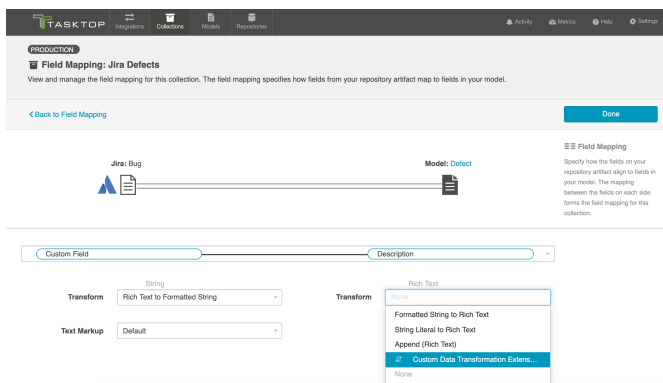 TASKTOP
Integrations
Collections
Models
Repositories
Activity
Metrics
Help
Settings
PRODUCTION
Field Mapping: Jira Defects
View and manage the field mapping for this collection. The field mapping specifies how fields from your repository artifact map to fields in your model.
Back to Field Mapping
Done
Field Mapping
Specify how the fields on your
repository artifact align to fields in
your model. The mapping
between the fields on each side
forms the field mapping for this
collection.
Jira: Bug
Model: Defect
Custom Field
Description
String
Rich Text
Transform
Rich Text to Formatted String
Transform
None
Text Markup
Default
Formatted String to Rich Text
String Literal to Rich Text
Append (Rich Text)
Custom Data Transformation Extens...
None